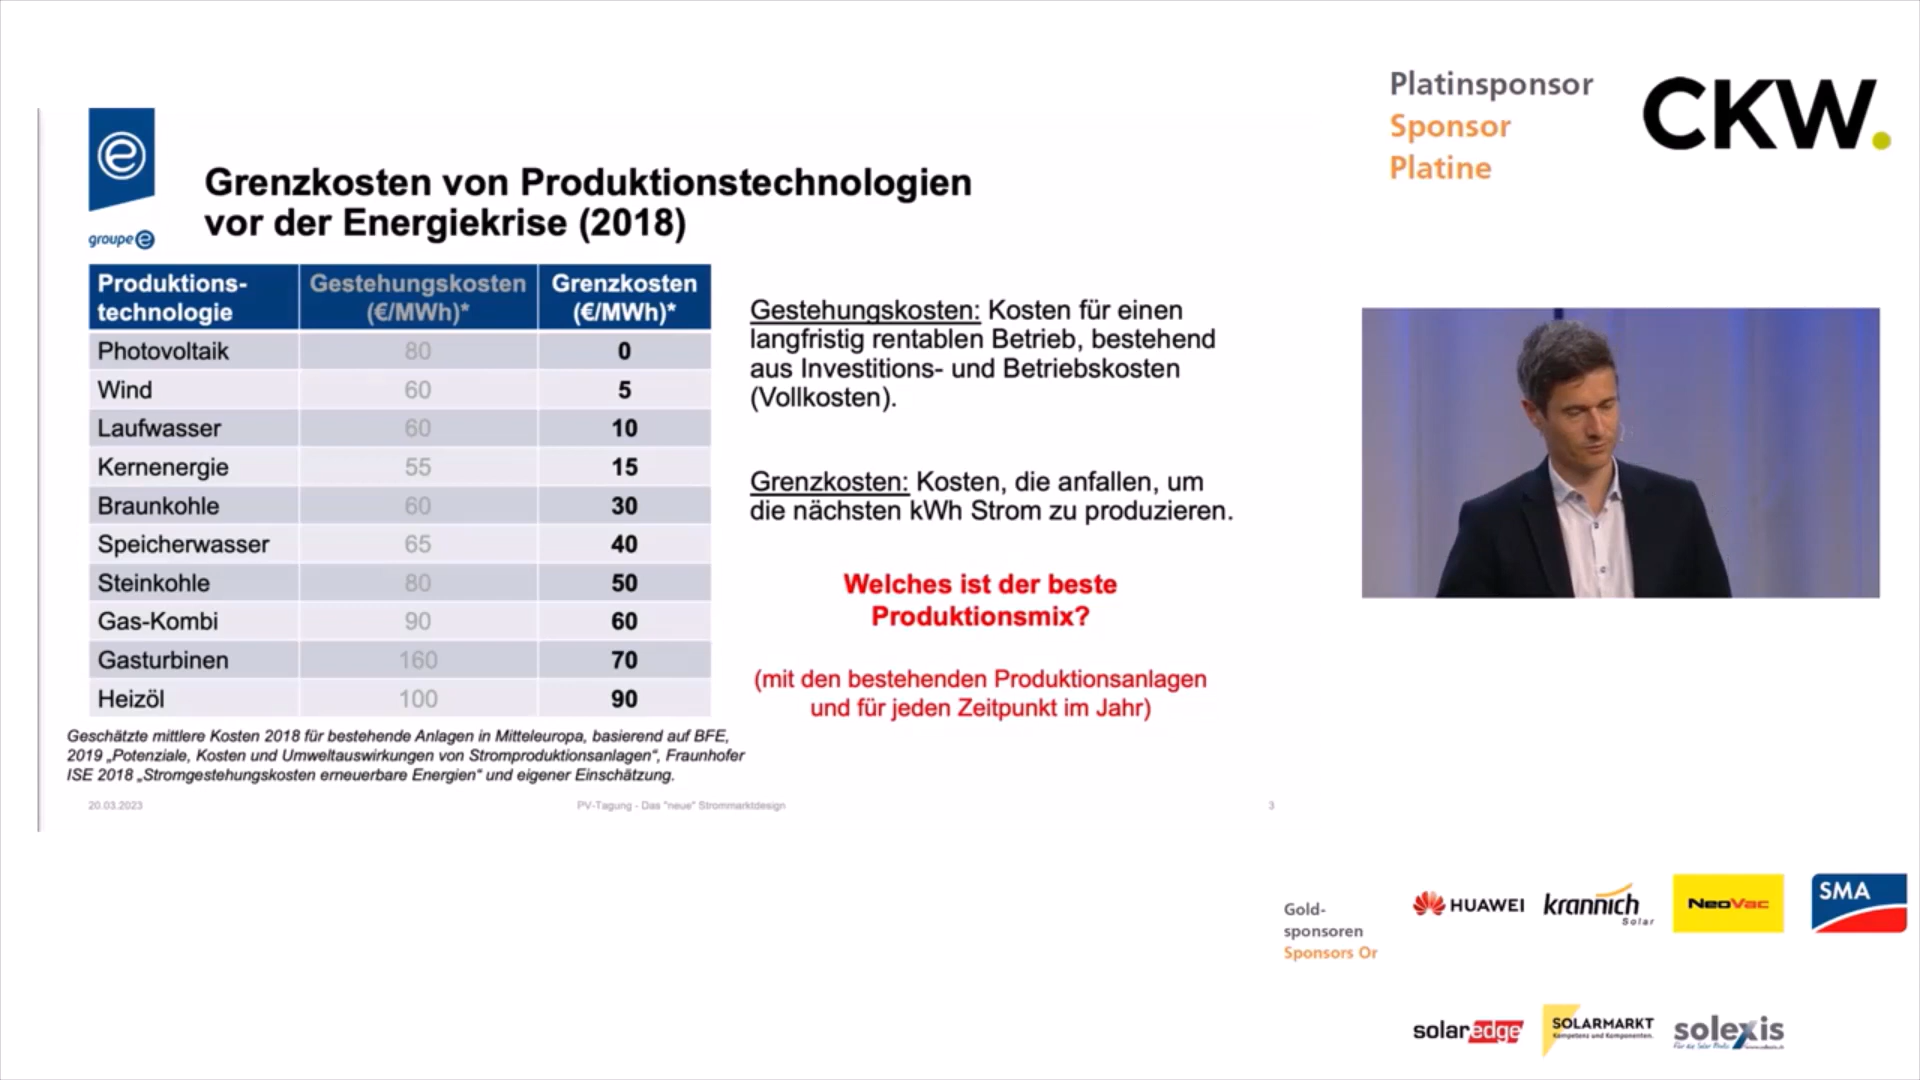 Platinsponsor
Sponsor
Platine
CKW.
groupe e
Grenzkosten von Produktionstechnologien
vor der Energiekrise (2018)
Produktions-
technologie
Gestehungskosten
(€/MWh)*
Grenzkosten
(€/MWh)*
Photovoltaik 80 0
Wind 60 5
Laufwasser 60 10
Kernenergie 55 15
Braunkohle 60 30
Speicherwasser 65 40
Steinkohle 80 50
Gas-Kombi 90 60
Gasturbinen 160 70
Heizöl 100 90
Geschätzte mittlere Kosten 2018 für bestehende Anlagen in Mitteleuropa, basierend auf BFE,
2019 „Potenziale, Kosten und Umweltauswirkungen von Stromproduktionsanlagen“, Fraunhofer
ISE 2018 „Stromgestehungskosten erneuerbare Energien“ und eigener Einschätzung.
Gestehungskosten: Kosten für einen
langfristig rentablen Betrieb, bestehend
aus Investitions- und Betriebskosten
(Vollkosten).
Grenzkosten: Kosten, die anfallen, um
die nächsten kWh Strom zu produzieren.
Welches ist der beste
Produktionsmix?
(mit den bestehenden Produktionsanlagen
und für jeden Zeitpunkt im Jahr)
20.03.2023
PV-Tagung - Das "neue" Strommarktdesign
3
Gold-
sponsoren
Sponsors Or
HUAWEI
krannich
Solar
NeoVac
SMA
solaredge
SOLARMARKT
Kompetenz und Komponenten.
solexis